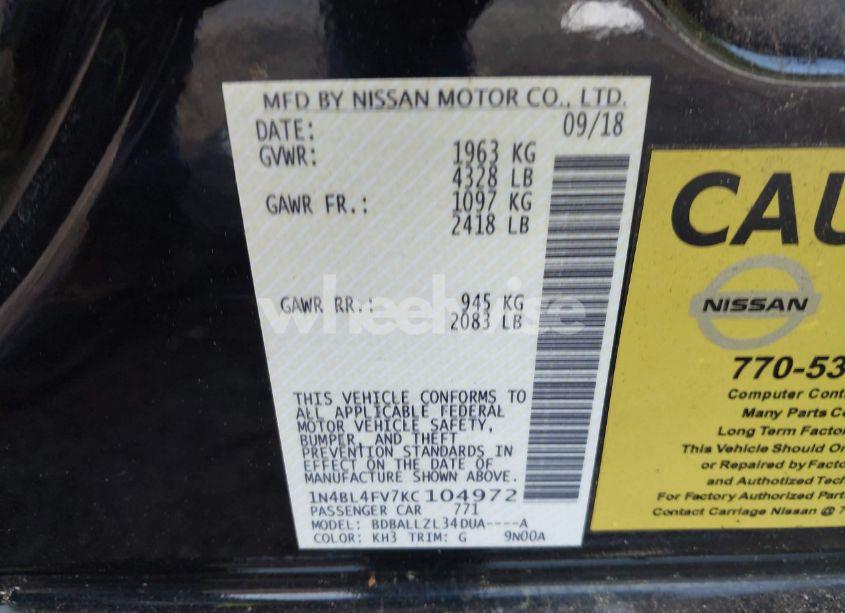 MFD BY NISSAN MOTOR CO., LTD.
DATE: 09/18
GVWR: 1963 KG
4328 LB
GAWR FR.: 1097 KG
2418 LB
GAWR RR.: 945 KG
2083 LB
wheelwise
THIS VEHICLE CONFORMS TO
ALL APPLICABLE FEDERAL
MOTOR VEHICLE SAFETY,
BUMPER, AND THEFT
PREVENTION STANDARDS IN
EFFECT ON THE DATE OF
MANUFACTURE SHOWN ABOVE.
1N4BL4FV7KC104972
PASSENGER CAR 771
MODEL: BDBALLZL34DUA----A
COLOR: KH3 TRIM: G 9N00A
CAU
NISSAN
770-53
Computer Cont
Many Parts Co
Long Term Factor
This Vehicle Should On
or Repaired by Facto
and Authotized Tech
For Factory Authorized Part
Contact Carriage Nissan @ 7